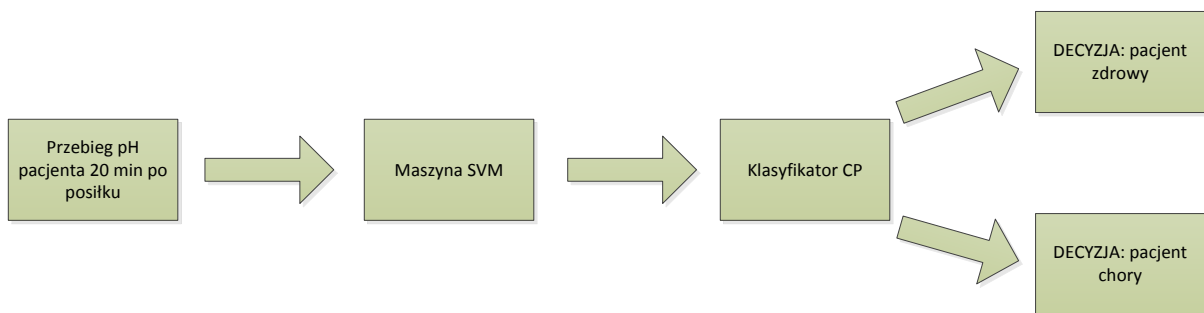 Przebieg pH
pacjenta 20 min po
posiłku
Maszyna SVM
Klasyfikator CP
DECYZJA: pacjent
zdrowy
DECYZJA: pacjent
chory